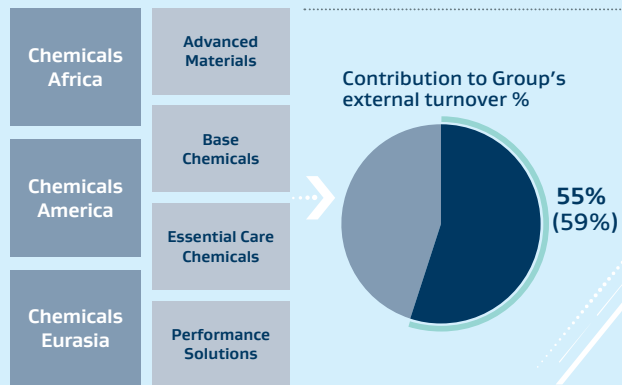 Chemicals
Africa
Chemicals
America
Chemicals
Eurasia
Advanced
Materials
Base
Chemicals
Essential Care
Chemicals
Performance
Solutions
Contribution to Group’s
external turnover %
55%
(59%)